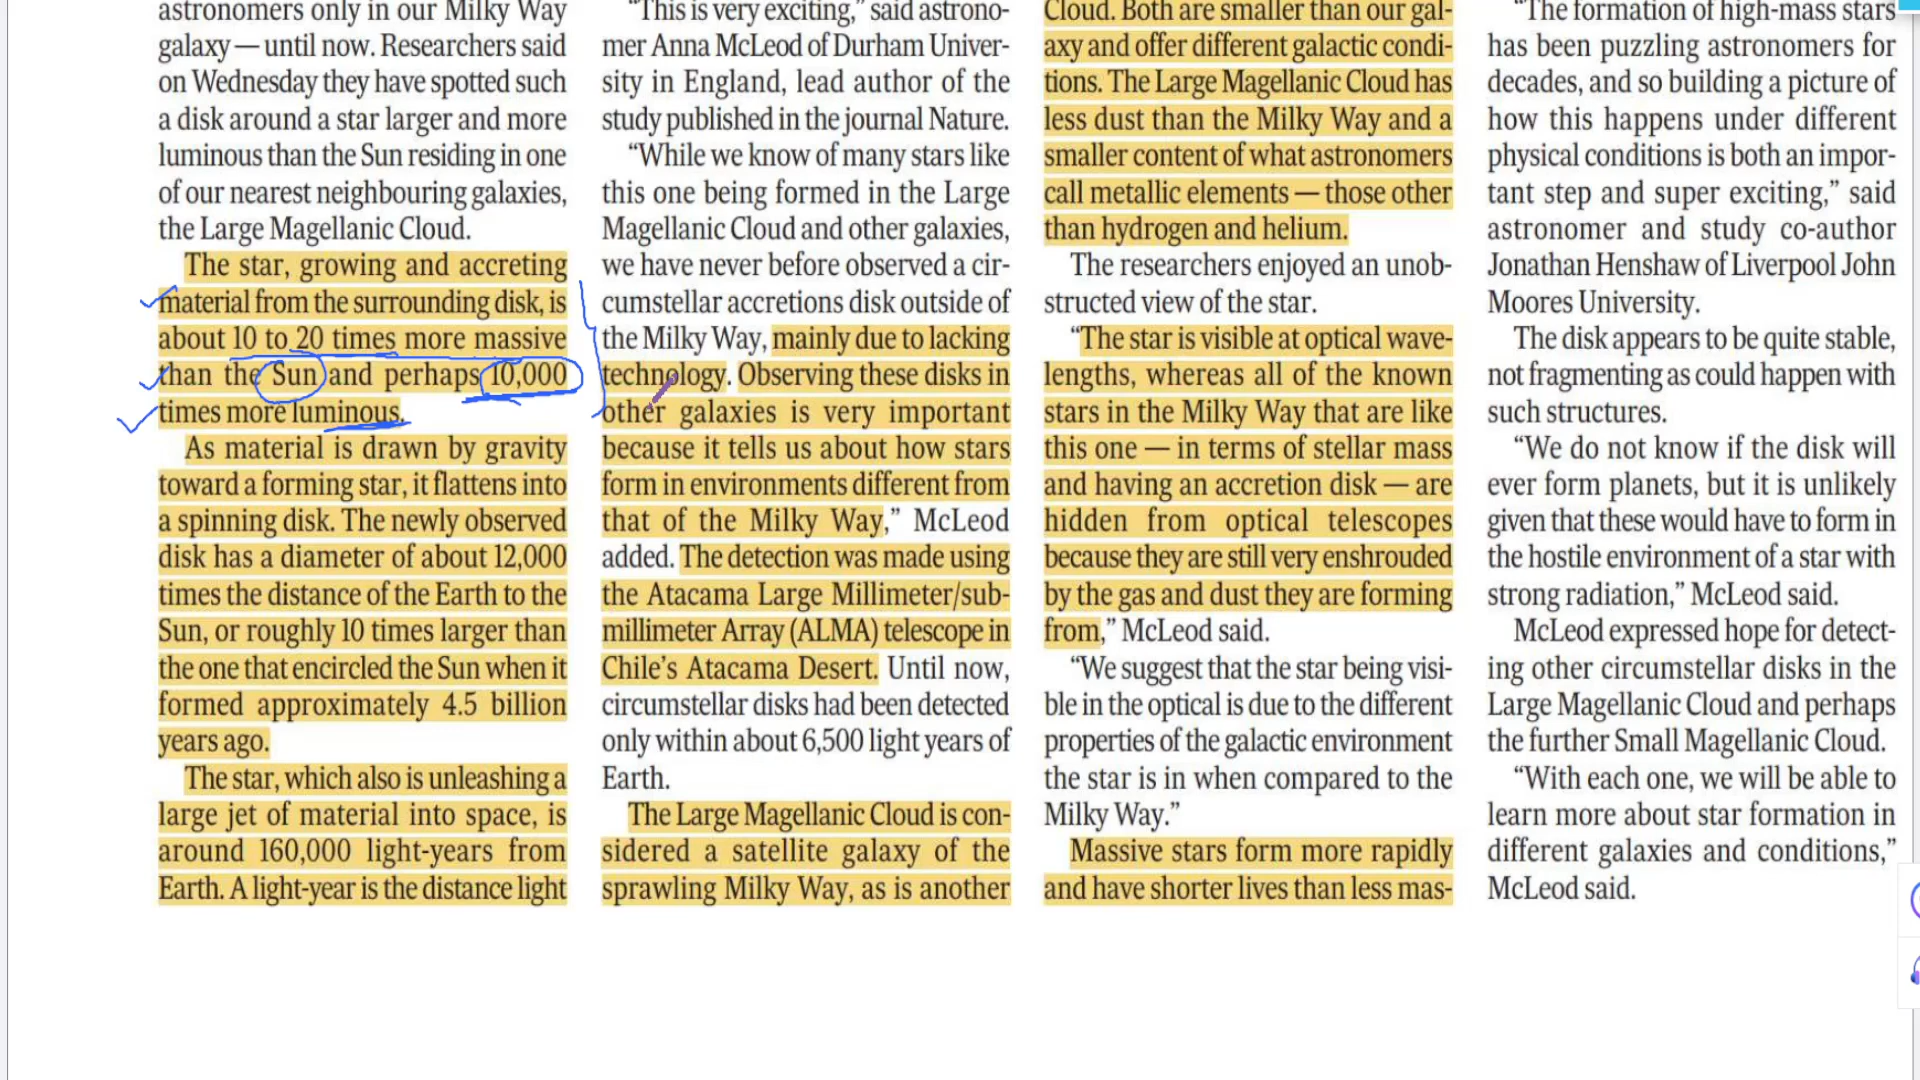 astronomers only in our Milky Way
galaxy — until now. Researchers said
on Wednesday they have spotted such
a disk around a star larger and more
luminous than the Sun residing in one
of our nearest neighbouring galaxies,
the Large Magellanic Cloud.
The star, growing and accreting
material from the surrounding disk, is
about 10 to 20 times more massive
than the Sun and perhaps 10,000
times more luminous.
As material is drawn by gravity
toward a forming star, it flattens into
a spinning disk. The newly observed
disk has a diameter of about 12,000
times the distance of the Earth to the
Sun, or roughly 10 times larger than
the one that encircled the Sun when it
formed approximately 4.5 billion
years ago.
The star, which also is unleashing a
large jet of material into space, is
around 160,000 light-years from
Earth. A light-year is the distance light
“This is very exciting,” said astrono-
mer Anna McLeod of Durham Univer-
sity in England, lead author of the
study published in the journal Nature.
“While we know of many stars like
this one being formed in the Large
Magellanic Cloud and other galaxies,
we have never before observed a cir-
cumstellar accretions disk outside of
the Milky Way, mainly due to lacking
technology. Observing these disks in
other galaxies is very important
because it tells us about how stars
form in environments different from
that of the Milky Way,” McLeod
added. The detection was made using
the Atacama Large Millimeter/sub-
millimeter Array (ALMA) telescope in
Chile’s Atacama Desert. Until now,
circumstellar disks had been detected
only within about 6,500 light years of
Earth.
The Large Magellanic Cloud is con-
sidered a satellite galaxy of the
sprawling Milky Way, as is another
Cloud. Both are smaller than our gal-
axy and offer different galactic condi-
tions. The Large Magellanic Cloud has
less dust than the Milky Way and a
smaller content of what astronomers
call metallic elements — those other
than hydrogen and helium.
The researchers enjoyed an unob-
structed view of the star.
“The star is visible at optical wave-
lengths, whereas all of the known
stars in the Milky Way that are like
this one — in terms of stellar mass
and having an accretion disk — are
hidden from optical telescopes
because they are still very enshrouded
by the gas and dust they are forming
from,” McLeod said.
“We suggest that the star being visi-
ble in the optical is due to the different
properties of the galactic environment
the star is in when compared to the
Milky Way.”
Massive stars form more rapidly
and have shorter lives than less mas-
“The formation of high-mass stars
has been puzzling astronomers for
decades, and so building a picture of
how this happens under different
physical conditions is both an impor-
tant step and super exciting,” said
astronomer and study co-author
Jonathan Henshaw of Liverpool John
Moores University.
The disk appears to be quite stable,
not fragmenting as could happen with
such structures.
“We do not know if the disk will
ever form planets, but it is unlikely
given that these would have to form in
the hostile environment of a star with
strong radiation,” McLeod said.
McLeod expressed hope for detect-
ing other circumstellar disks in the
Large Magellanic Cloud and perhaps
the further Small Magellanic Cloud.
“With each one, we will be able to
learn more about star formation in
different galaxies and conditions,”
McLeod said.